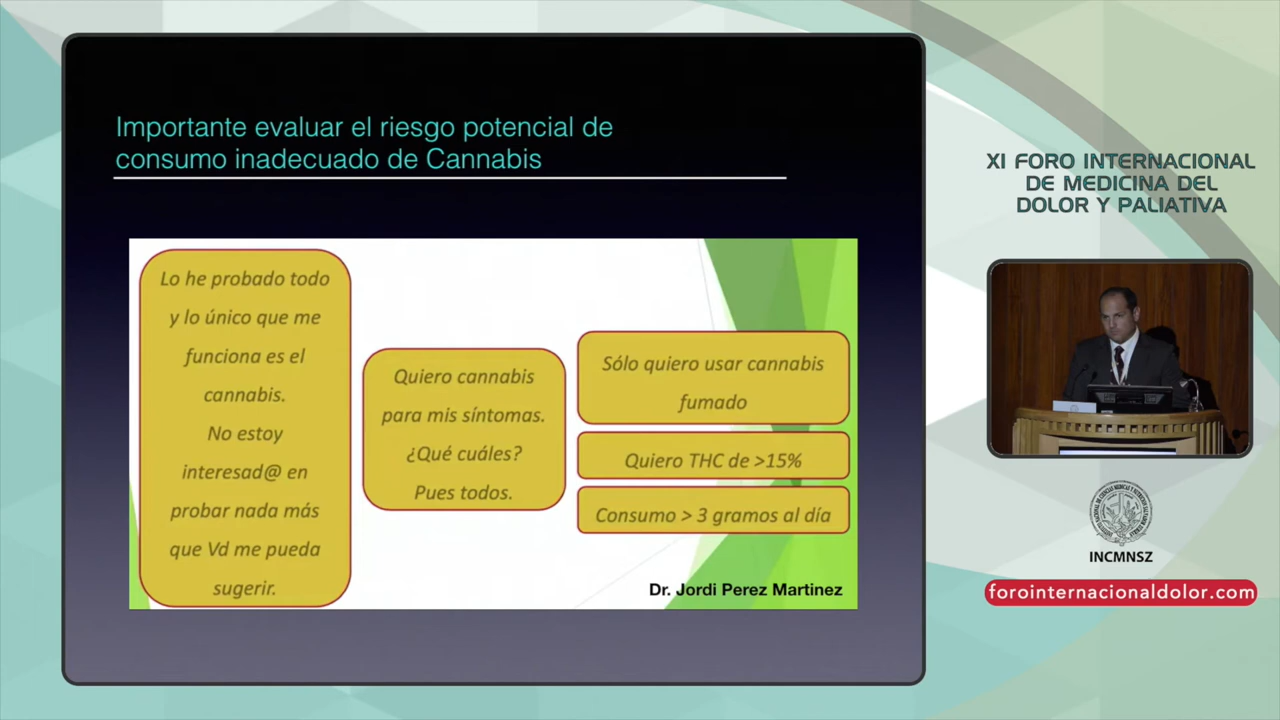 Importante evaluar el riesgo potencial de
consumo inadecuado de Cannabis
Lo he probado todo
y lo único que me
funciona es el
cannabis.
No estoy
interesad@ en
probar nada más
que Vd me pueda
sugerir.
Quiero cannabis
para mis síntomas.
¿Qué cuáles?
Pues todos.
Sólo quiero usar cannabis
fumado
Quiero THC de >15%
Consumo > 3 gramos al día
Dr. Jordi Perez Martinez
XI FORO INTERNACIONAL
DE MEDICINA DEL
DOLOR Y PALIATIVA
INCMNSZ
forointernacionaldolor.com